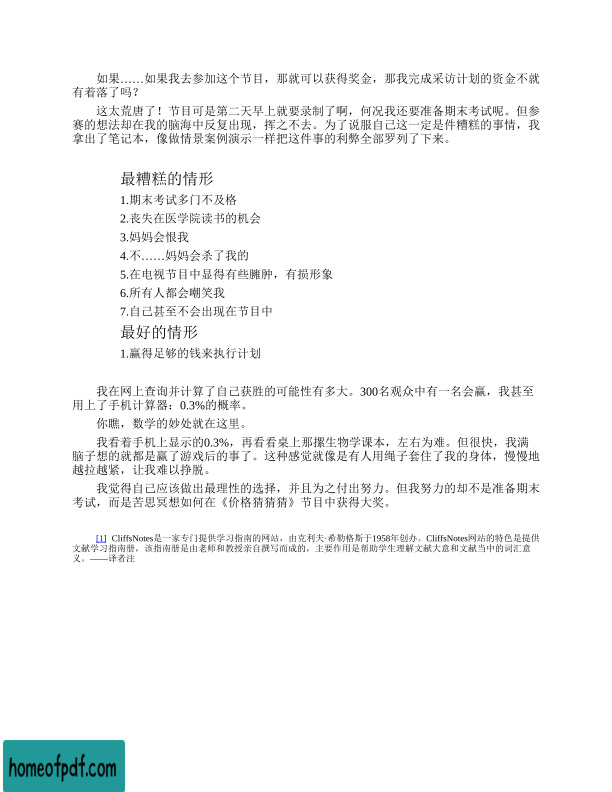 如果……如果我去参加这个节目，那就可以获得奖金，那我完成采访计划的资金不就
有着落了吗？
这太荒唐了！节目可是第二天早上就要录制了啊，何况我还要准备期末考试呢。但参
赛的想法却在我的脑海中反复出现，挥之不去。为了说服自己这一定是件糟糕的事情，我
拿出了笔记本，像做情景案例演示一样把这件事的利弊全部罗列了下来。
最糟糕的情形
1.期末考试多门不及格
2.丧失在医学院读书的机会
3.妈妈会恨我
4.不……妈妈会杀了我的
5.在电视节目中显得有些臃肿，有损形象
6.所有人都会嘲笑我
7.自己甚至不会出现在节目中
最好的情形
1.赢得足够的钱来执行计划
我在网上查询并计算了自己获胜的可能性有多大。300名观众中有一名会赢，我甚至
用上了手机计算器：0.3%的概率。
你瞧，数学的妙处就在这里。
我看着手机上显示的0.3%，再看看桌上那摞生物学课本，左右为难。但很快，我满
脑子想的就都是赢了游戏后的事了。这种感觉就像是有人用绳子套住了我的身体，慢慢地
越拉越紧，让我难以挣脱。
我觉得自己应该做出最理性的选择，并且为之付出努力。但我努力的却不是准备期末
考试，而是苦思冥想如何在《价格猜猜猜》节目中获得大奖。
[1] CliffsNotes是一家专门提供学习指南的网站，由克利夫·希勒格斯于1958年创办。CliffsNotes网站的特色是提供
文献学习指南册，该指南册是由老师和教授亲自撰写而成的，主要作用是帮助学生理解文献大意和文献当中的词汇意
义。——译者注
homeofpdf.com